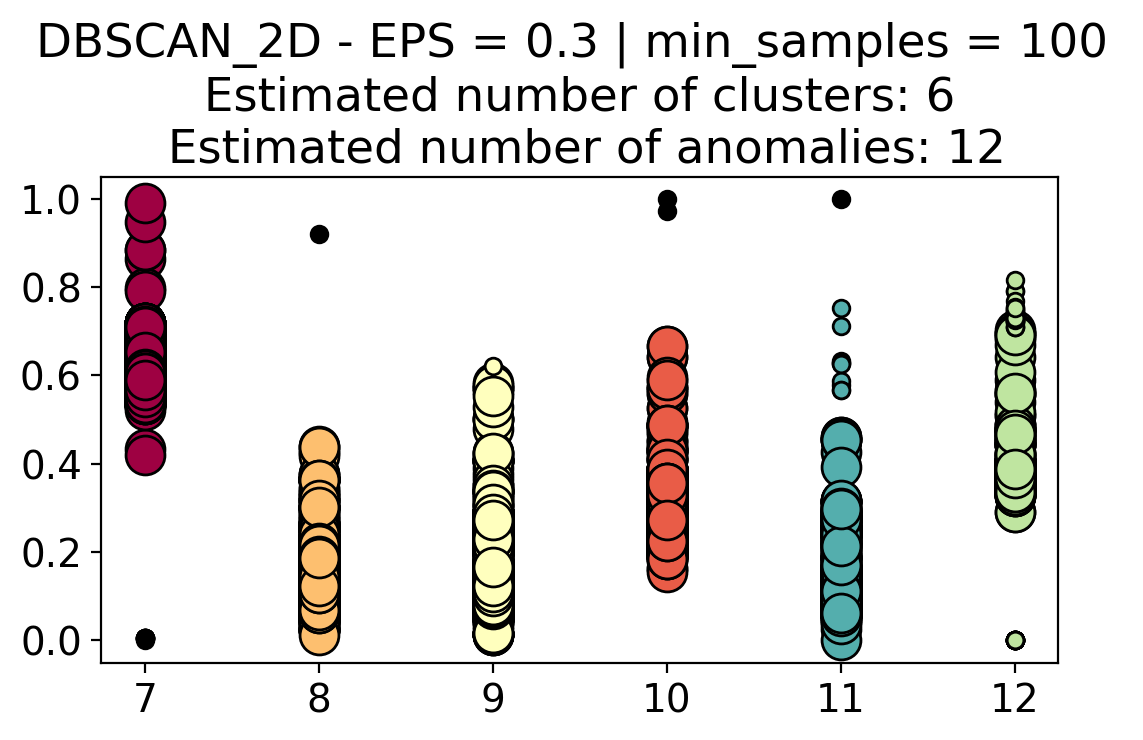 DBSCAN_2D - EPS = 0.3 | min_samples = 100
Estimated number of clusters: 6
Estimated number of anomalies: 12
1.0
0.8
0.6
0.4
0.2
0.0
7 8 9 10 11 12